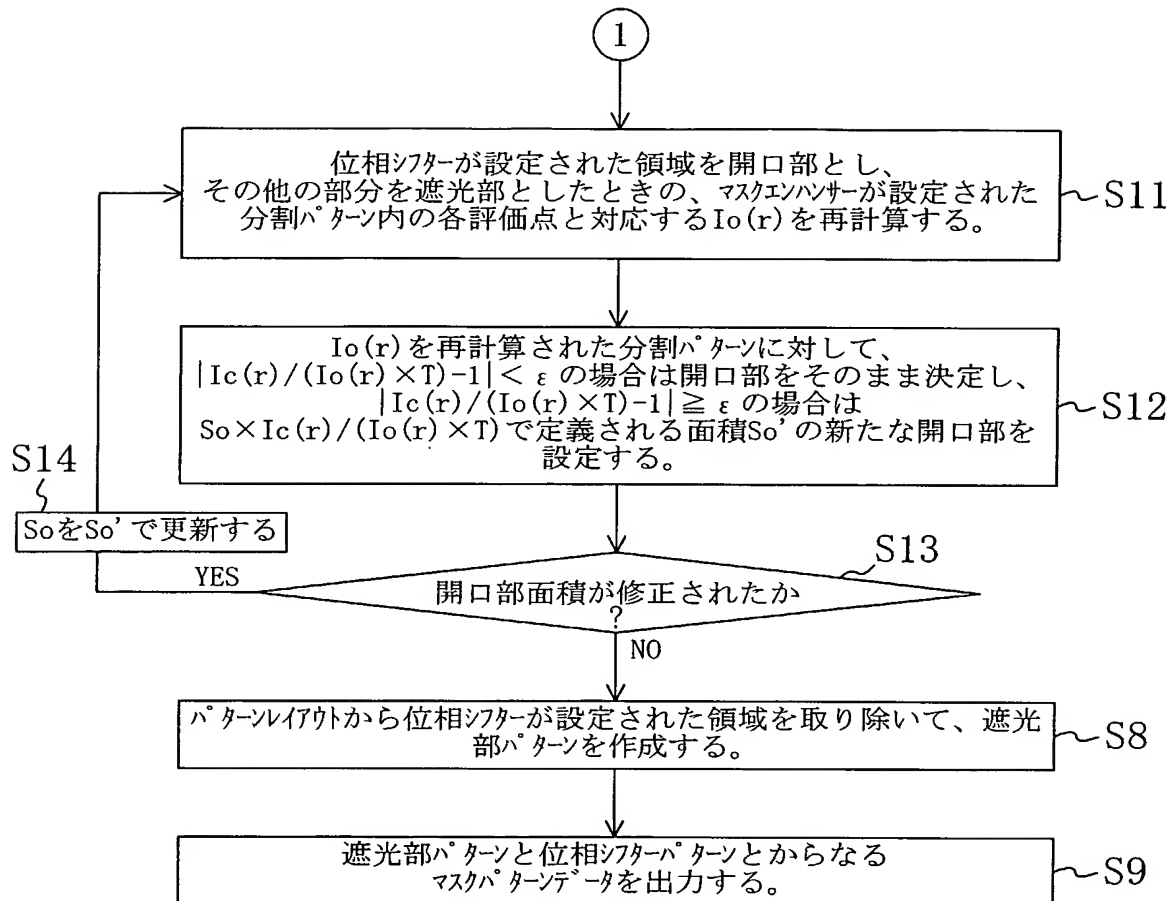 1
位相シフターが設定された領域を開口部とし、
その他の部分を遮光部としたときの、マスクエンハンサーが設定された
分割パターン内の各評価点と対応するIo(r)を再計算する。
S11
Io(r)を再計算された分割パターンに対して、
|Ic(r)/(Io(r)×T)-1|< ε の場合は開口部をそのまま決定し、
|Ic(r)/(Io(r)×T)-1|≧ ε の場合は
So×Ic(r)/(Io(r)×T)で定義される面積So'の新たな開口部を
設定する。
S12
S14
SoをSo'で更新する
S13
YES
開口部面積が修正されたか
?
NO
パターンレイアウトから位相シフターが設定された領域を取り除いて、遮光
部パターンを作成する。
S8
遮光部パターンと位相シフターパターンとからなる
マスクパターンデータを出力する。
S9